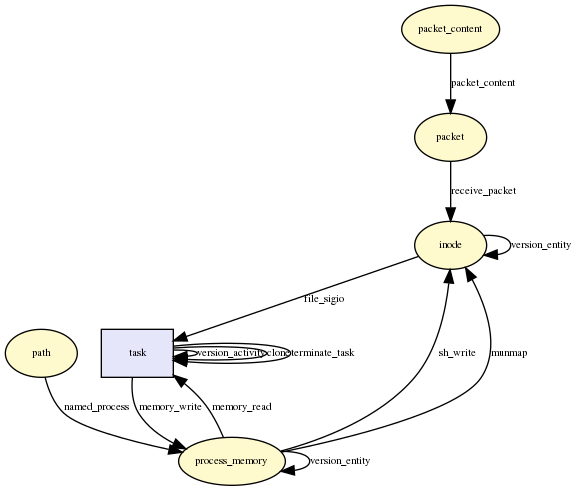 packet_content
packet_content
packet
receive_packet
inode
version_entity
file_sigio
path
task
version_activity
clone
terminate_task
sh_write
munmap
named_process
memory_write
memory_read
process_memory
version_entity